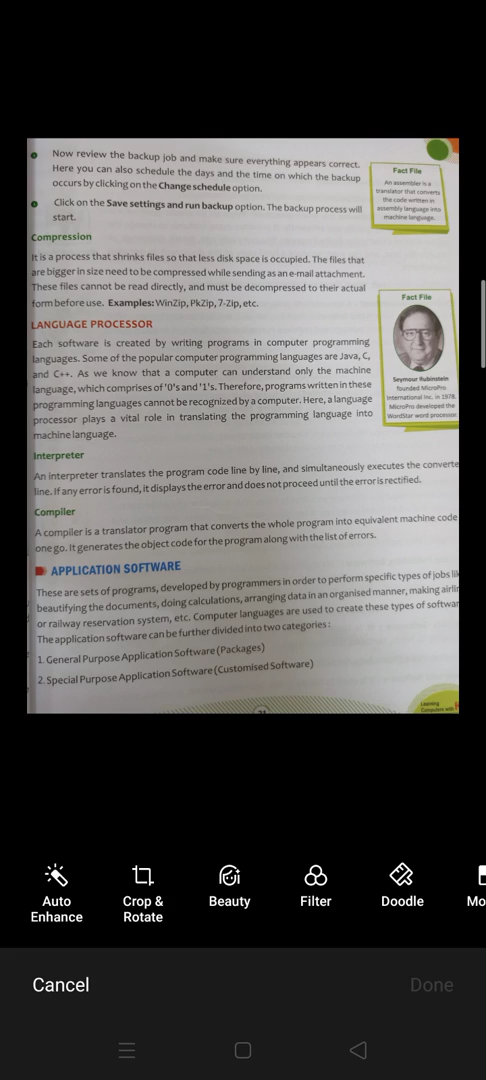 Now review the backup job and make sure everything appears correct.
Here you can also schedule the days and the time on which the backup
occurs by clicking on the Change schedule option.
Click on the Save settings and run backup option. The backup process will
start.
Fact File
An assembler is a
translator that converts
the code written in
assembly language into
machine language.
Compression
It is a process that shrinks files so that less disk space is occupied. The files that
are bigger in size need to be compressed while sending as an e-mail attachment.
These files cannot be read directly, and must be decompressed to their actual
form before use. Examples: WinZip, PkZip, 7-Zip, etc.
Fact File
Seymour Rubinstein
founded MicroPro
International Inc. in 1978.
MicroPro developed the
WordStar word processor.
LANGUAGE PROCESSOR
Each software is created by writing programs in computer programming
languages. Some of the popular computer programming languages are Java, C,
and C++. As we know that a computer can understand only the machine
language, which comprises of '0's and '1's. Therefore, programs written in these
programming languages cannot be recognized by a computer. Here, a language
processor plays a vital role in translating the programming language into
machine language.
Interpreter
An interpreter translates the program code line by line, and simultaneously executes the converte
line. If any error is found, it displays the error and does not proceed until the error is rectified.
Compiler
A compiler is a translator program that converts the whole program into equivalent machine code
one go. It generates the object code for the program along with the list of errors.
APPLICATION SOFTWARE
These are sets of programs, developed by programmers in order to perform specific types of jobs lik
beautifying the documents, doing calculations, arranging data in an organised manner, making airlin
or railway reservation system, etc. Computer languages are used to create these types of softwar
The application software can be further divided into two categories :
1. General Purpose Application Software (Packages)
2. Special Purpose Application Software (Customised Software)
Learning
Computers with
Auto Enhance
Crop & Rotate
Beauty
Filter
Doodle
Mo
Cancel
Done